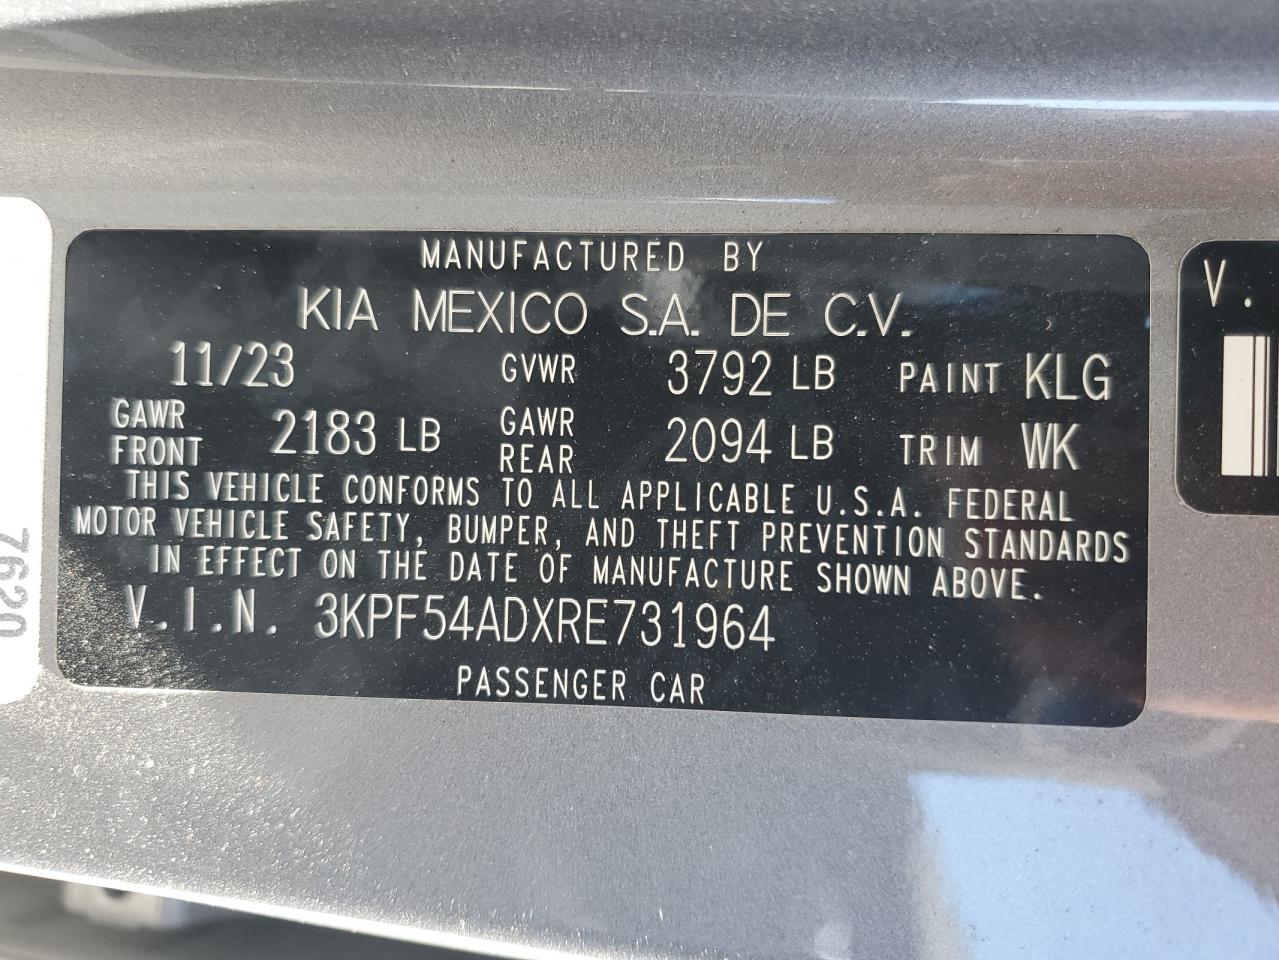 MANUFACTURED BY
KIA MEXICO S.A. DE C.V.
11/23 GVWR 3792 LB PAINT KLG
GAWR FRONT 2183 LB GAWR REAR 2094 LB TRIM WK
THIS VEHICLE CONFORMS TO ALL APPLICABLE U.S.A. FEDERAL
MOTOR VEHICLE SAFETY, BUMPER, AND THEFT PREVENTION STANDARDS
IN EFFECT ON THE DATE OF MANUFACTURE SHOWN ABOVE.
V.I.N. 3KPF54ADXRE731964
PASSENGER CAR
V.
7620